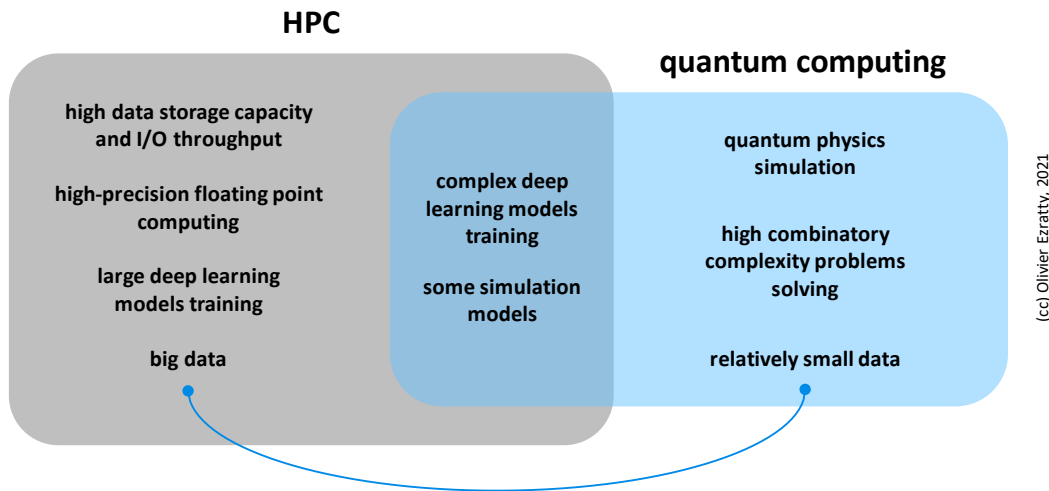 HPC
quantum computing
high data storage capacity
and I/O throughput
high-precision floating point
computing
large deep learning
models training
big data
complex deep
learning models
training
some simulation
models
quantum physics
simulation
high combinatory
complexity problems
solving
relatively small data
(cc) Olivier Ezratty, 2021